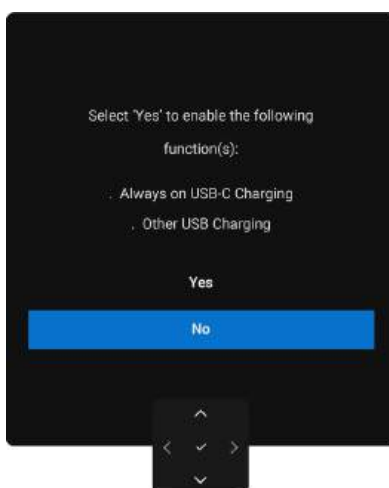 Select 'Yes' to enable the following
function(s):
. Always on USB-C Charging
. Other USB Charging
Yes
No